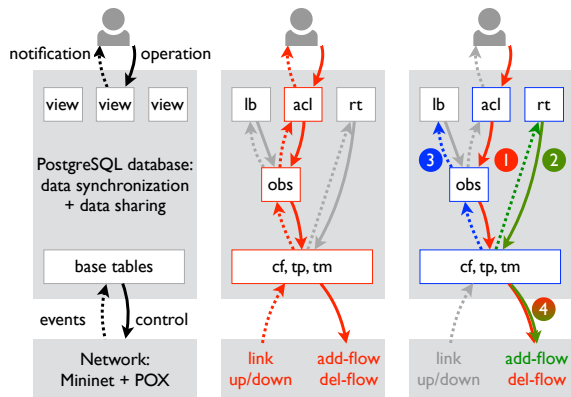 notification
operation
view
view
view
PostgreSQL database:
data synchronization
+ data sharing
base tables
events
control
Network:
Mininet + POX
lb
acl
rt
obs
cf, tp, tm
link
up/down
add-flow
del-flow
lb
acl
rt
3
1
2
obs
cf, tp, tm
4
link
up/down
add-flow
del-flow